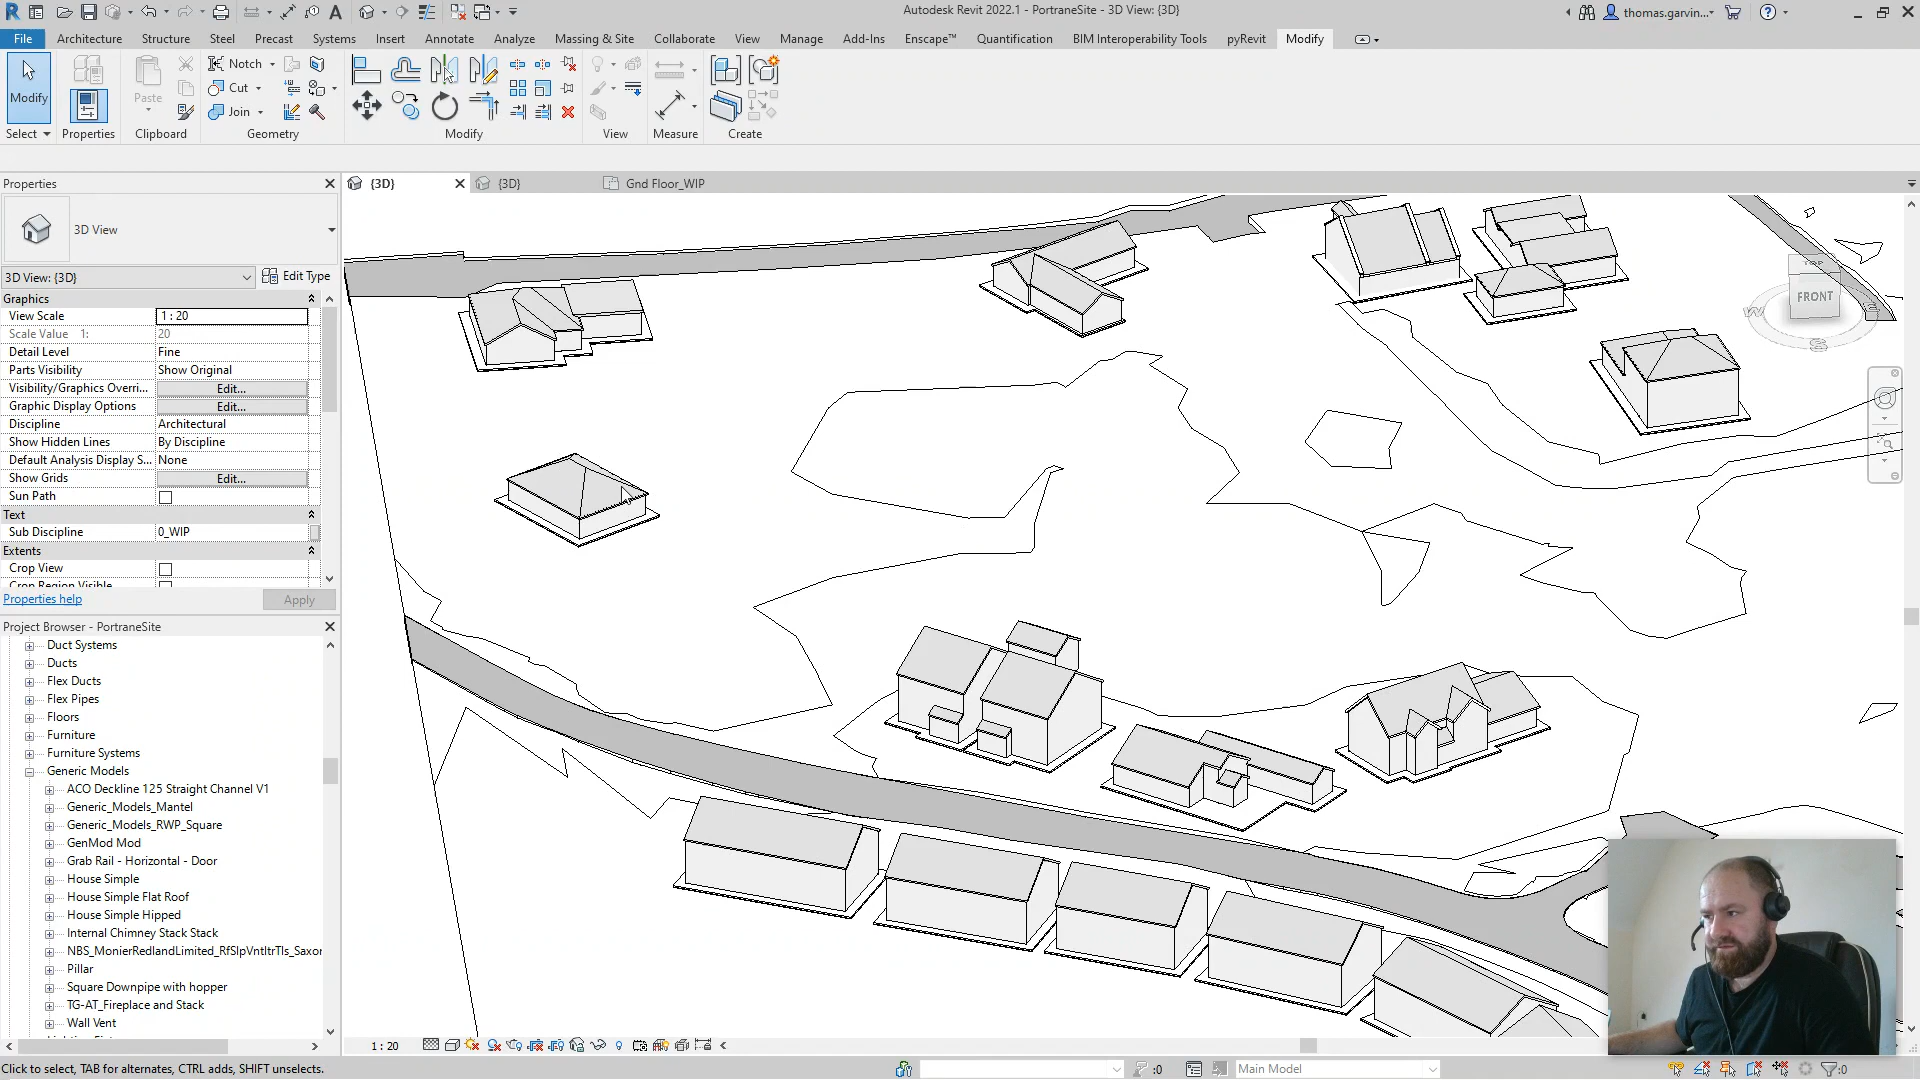 Autodesk Revit 2022.1 - PortraneSite - 3D View: {3D}
thomas.garvin...
File Architecture Structure Steel Precast Systems Insert Annotate Analyze Massing & Site Collaborate View Manage Add-Ins Enscape™ Quantification BIM Interoperability Tools pyRevit Modify
Modify
Paste
Notch
Cut
Join
Select Properties Clipboard Geometry Modify View Measure Create
Properties
{3D}
{3D}
Gnd Floor_WIP
3D View
3D View: {3D}
Edit Type
Graphics
View Scale 1 : 20
Scale Value 1: 20
Detail Level Fine
Parts Visibility Show Original
Visibility/Graphics Overri... Edit...
Graphic Display Options Edit...
Discipline Architectural
Show Hidden Lines By Discipline
Default Analysis Display S... None
Show Grids Edit...
Sun Path
Text
Sub Discipline 0_WIP
Extents
Crop View
Crop Region Visible
Properties help
Apply
Project Browser - PortraneSite
Duct Systems
Ducts
Flex Ducts
Flex Pipes
Floors
Furniture
Furniture Systems
Generic Models
ACO Deckline 125 Straight Channel V1
Generic_Models_Mantel
Generic_Models_RWP_Square
GenMod Mod
Grab Rail - Horizontal - Door
House Simple
House Simple Flat Roof
House Simple Hipped
Internal Chimney Stack Stack
NBS_MonierRedlandLimited_RfSlpVntltrTls_Saxor
Pillar
Square Downpipe with hopper
TG-AT_Fireplace and Stack
Wall Vent
TOP
FRONT
W
E
S
1 : 20
Click to select, TAB for alternates, CTRL adds, SHIFT unselects.
:0
Main Model
:0